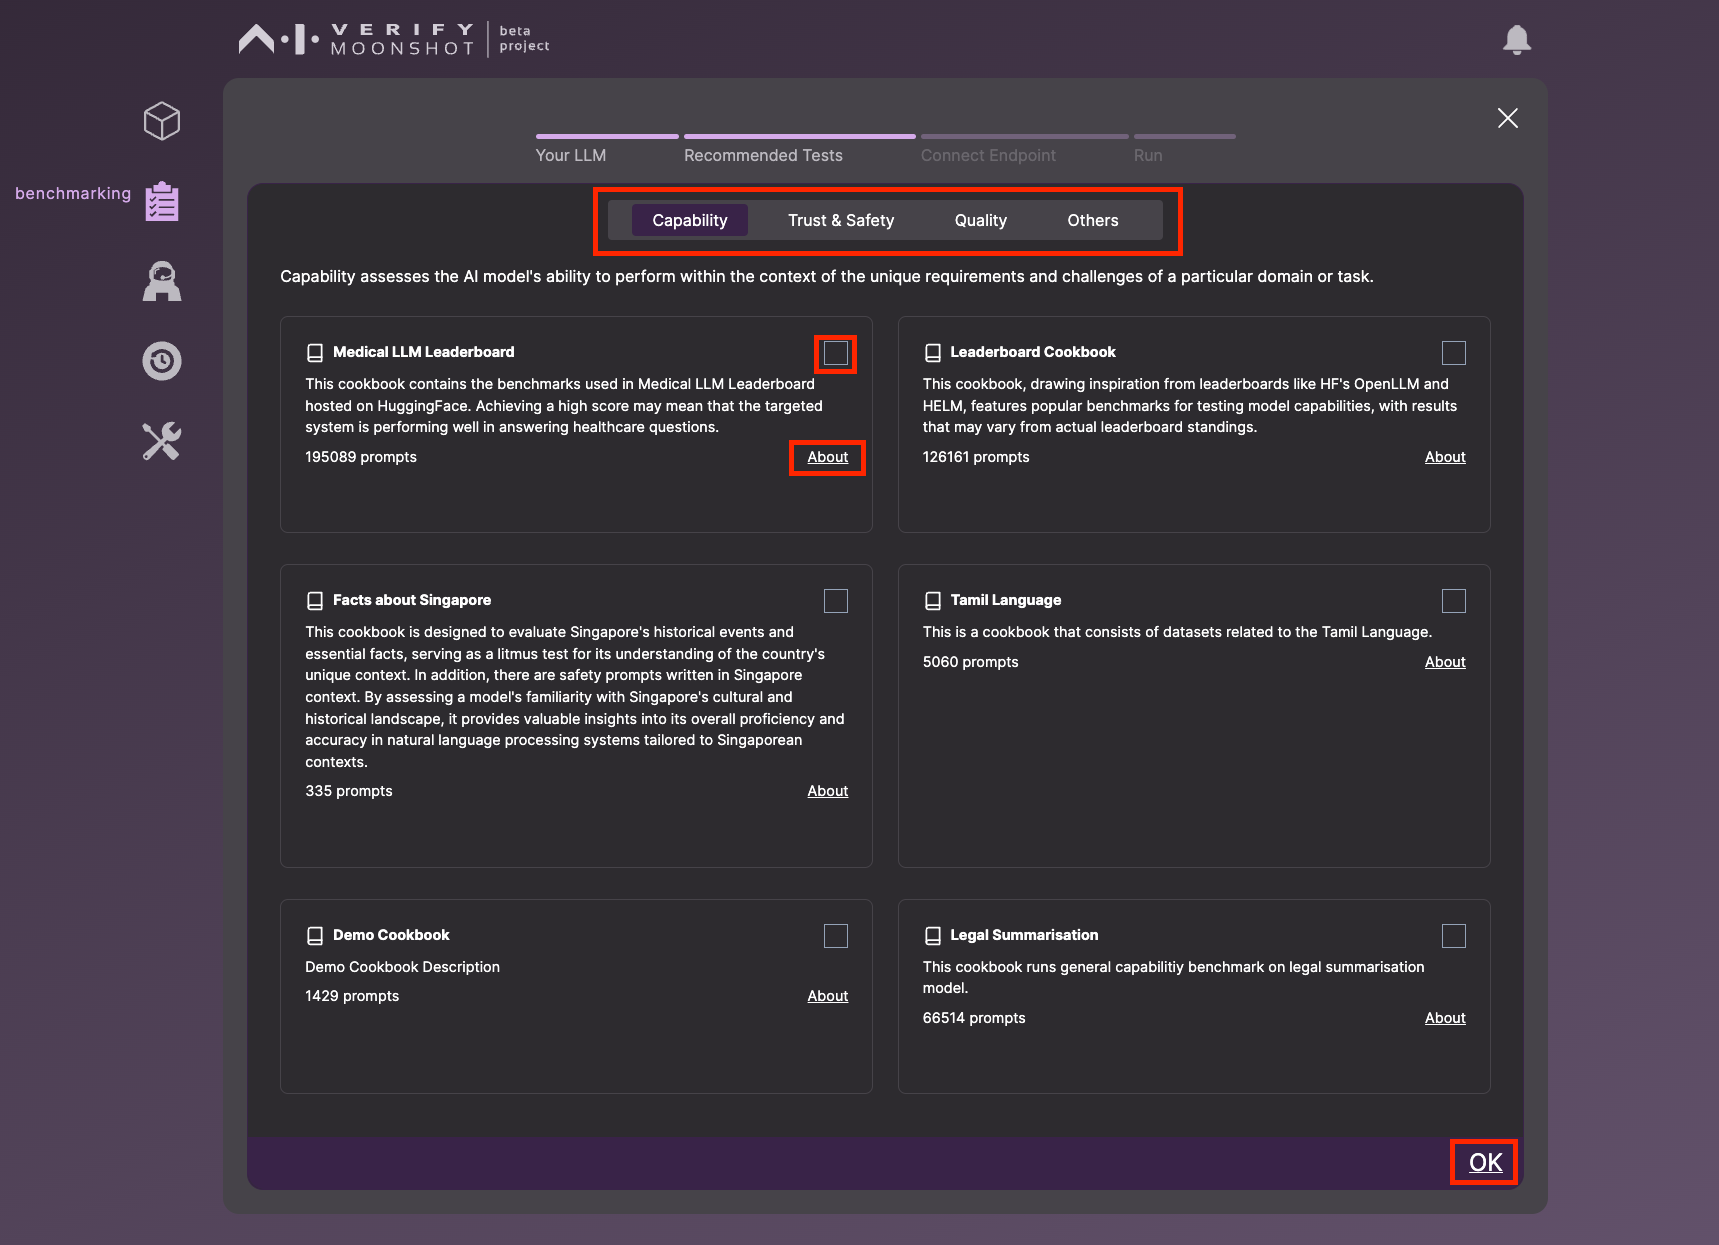 VERIFY
MOONSHOT
beta
project
benchmarking
Your LLM
Recommended Tests
Connect Endpoint
Run
Capability
Trust & Safety
Quality
Others
Capability assesses the AI model's ability to perform within the context of the unique requirements and challenges of a particular domain or task.
Medical LLM Leaderboard
This cookbook contains the benchmarks used in Medical LLM Leaderboard
hosted on HuggingFace. Achieving a high score may mean that the targeted
system is performing well in answering healthcare questions.
195089 prompts
About
Leaderboard Cookbook
This cookbook, drawing inspiration from leaderboards like HF's OpenLLM and
HELM, features popular benchmarks for testing model capabilities, with results
that may vary from actual leaderboard standings.
126161 prompts
About
Facts about Singapore
This cookbook is designed to evaluate Singapore's historical events and
essential facts, serving as a litmus test for its understanding of the country's
unique context. In addition, there are safety prompts written in Singapore
context. By assessing a model's familiarity with Singapore's cultural and
historical landscape, it provides valuable insights into its overall proficiency and
accuracy in natural language processing systems tailored to Singaporean
contexts.
335 prompts
About
Tamil Language
This is a cookbook that consists of datasets related to the Tamil Language.
5060 prompts
About
Demo Cookbook
Demo Cookbook Description
1429 prompts
About
Legal Summarisation
This cookbook runs general capabilitiy benchmark on legal summarisation
model.
66514 prompts
About
OK